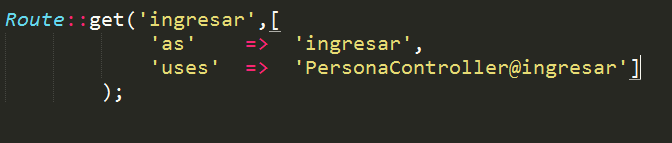 Route::get('ingresar',[
'as' => 'ingresar',
'uses' => 'PersonaController@ingresar']
);